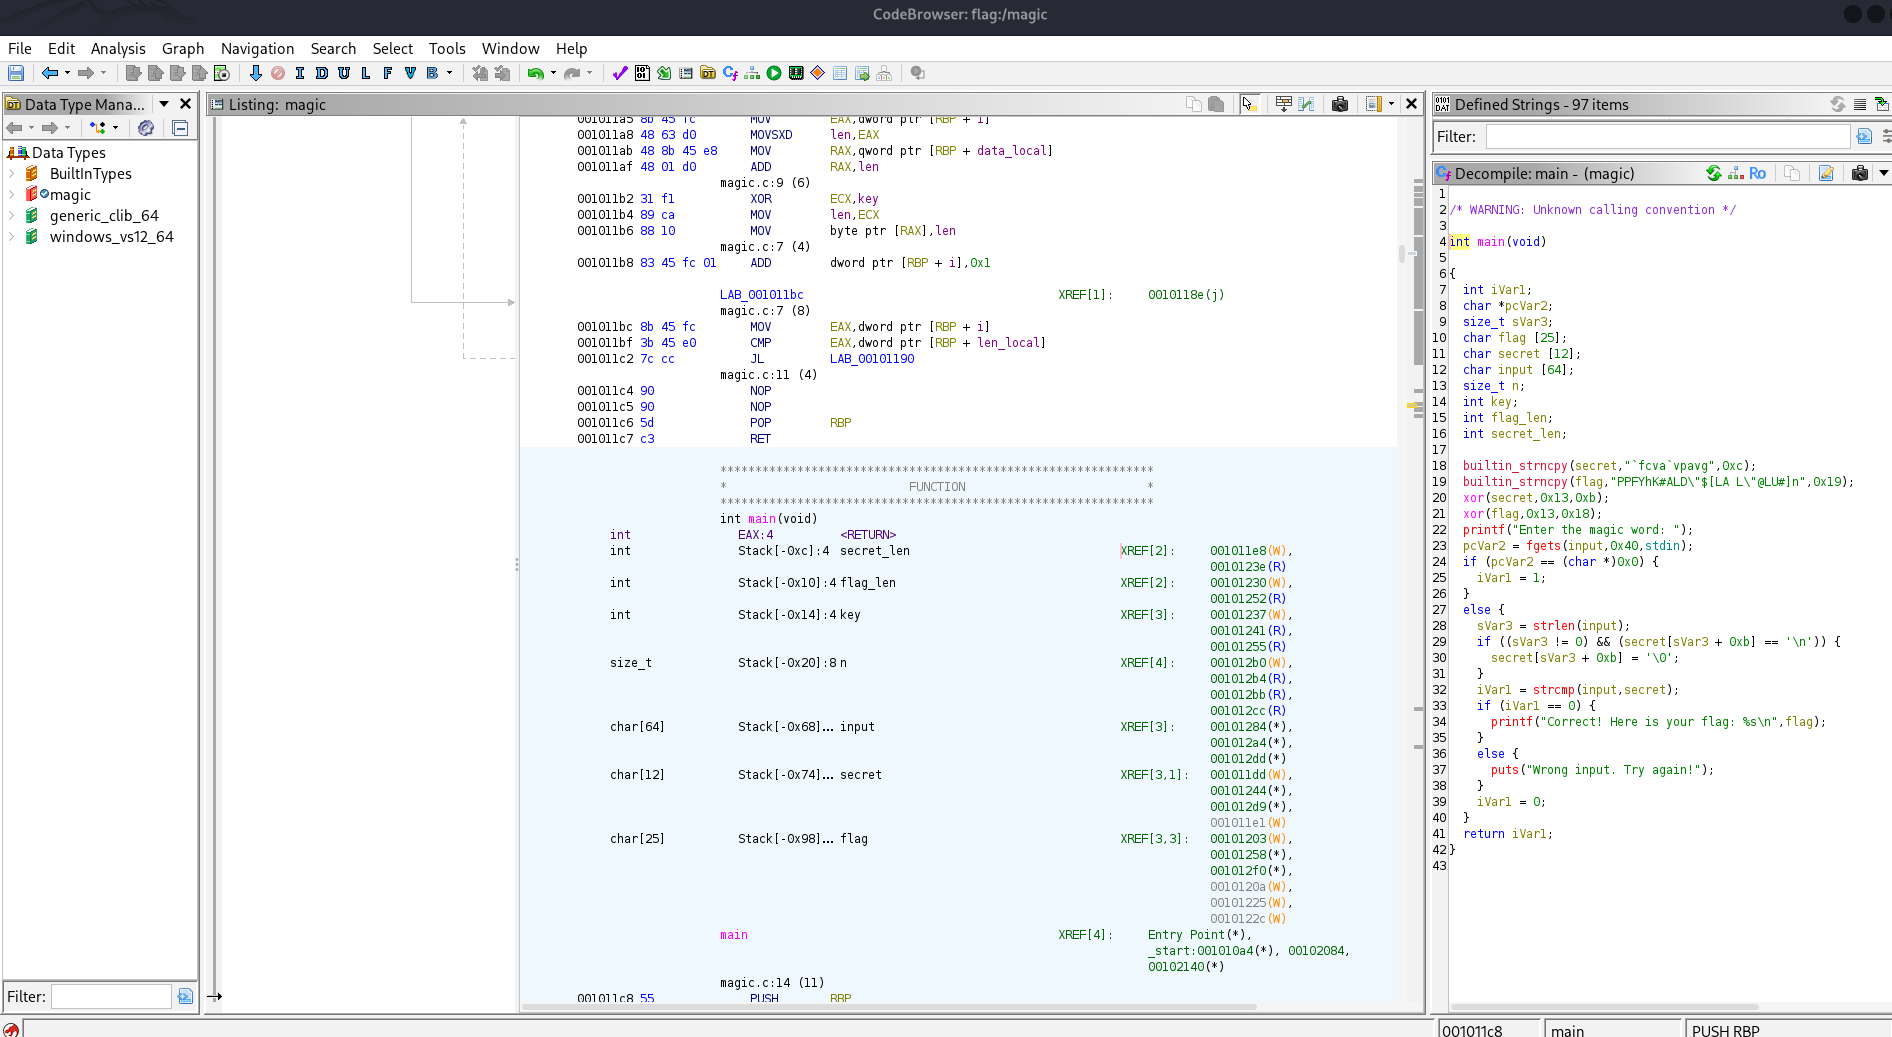 CodeBrowser: flag:/magic
File Edit Analysis Graph Navigation Search Select Tools Window Help
I D U L F V B
Data Type Mana...
Data Types
BuiltInTypes
magic
generic_clib_64
windows_vs12_64
Filter:
Listing: magic
001011a5 8b 45 fc MOV EAX,dword ptr [RBP + i]
001011a8 48 63 d0 MOVSXD len,EAX
001011ab 48 8b 45 e8 MOV RAX,qword ptr [RBP + data_local]
001011af 48 01 d0 ADD RAX,len
magic.c:9 (6)
001011b2 31 f1 XOR ECX,key
001011b4 89 ca MOV len,ECX
001011b6 88 10 MOV byte ptr [RAX],len
magic.c:7 (4)
001011b8 83 45 fc 01 ADD dword ptr [RBP + i],0x1
LAB_001011bc XREF[1]: 0010118e(j)
magic.c:7 (8)
001011bc 8b 45 fc MOV EAX,dword ptr [RBP + i]
001011bf 3b 45 e0 CMP EAX,dword ptr [RBP + len_local]
001011c2 7c cc JL LAB_00101190
magic.c:11 (4)
001011c4 90 NOP
001011c5 90 NOP
001011c6 5d POP RBP
001011c7 c3 RET
**************************************************************
* FUNCTION *
**************************************************************
int main(void)
int EAX:4 <RETURN>
int Stack[-0xc]:4 secret_len XREF[2]: 001011e8(W),
0010123e(R)
int Stack[-0x10]:4 flag_len XREF[2]: 00101230(W),
00101252(R)
int Stack[-0x14]:4 key XREF[3]: 00101237(W),
00101241(R),
00101255(R)
size_t Stack[-0x20]:8 n XREF[4]: 001012b0(W),
001012b4(R),
001012bb(R),
001012cc(R)
char[64] Stack[-0x68]... input XREF[3]: 00101284(*),
001012a4(*),
001012dd(*)
char[12] Stack[-0x74]... secret XREF[3,1]: 001011dd(W),
00101244(*),
001012d9(*),
001011e1(W)
char[25] Stack[-0x98]... flag XREF[3,3]: 00101203(W),
00101258(*),
001012f0(*),
0010120a(W),
00101225(W),
0010122c(W)
main XREF[4]: Entry Point(*),
_start:001010a4(*), 00102084,
00102140(*)
magic.c:14 (11)
001011c8 55 PUSH RBP
Defined Strings - 97 items
Filter:
Decompile: main - (magic)
Ro
1
2 /* WARNING: Unknown calling convention */
3
4 int main(void)
5
6 {
7 int iVar1;
8 char *pcVar2;
9 size_t sVar3;
10 char flag [25];
11 char secret [12];
12 char input [64];
13 size_t n;
14 int key;
15 int flag_len;
16 int secret_len;
17
18 builtin_strncpy(secret,"`fcva`vpavg",0xc);
19 builtin_strncpy(flag,"PPFYhK#ALD\"$[LA L\"@LU#]n",0x19);
20 xor(secret,0x13,0xb);
21 xor(flag,0x13,0x18);
22 printf("Enter the magic word: ");
23 pcVar2 = fgets(input,0x40,stdin);
24 if (pcVar2 == (char *)0x0) {
25 iVar1 = 1;
26 }
27 else {
28 sVar3 = strlen(input);
29 if ((sVar3 != 0) && (secret[sVar3 + 0xb] == '\n')) {
30 secret[sVar3 + 0xb] = '\0';
31 }
32 iVar1 = strcmp(input,secret);
33 if (iVar1 == 0) {
34 printf("Correct! Here is your flag: %s\n",flag);
35 }
36 else {
37 puts("Wrong input. Try again!");
38 }
39 iVar1 = 0;
40 }
41 return iVar1;
42 }
43
001011c8 main PUSH RBP